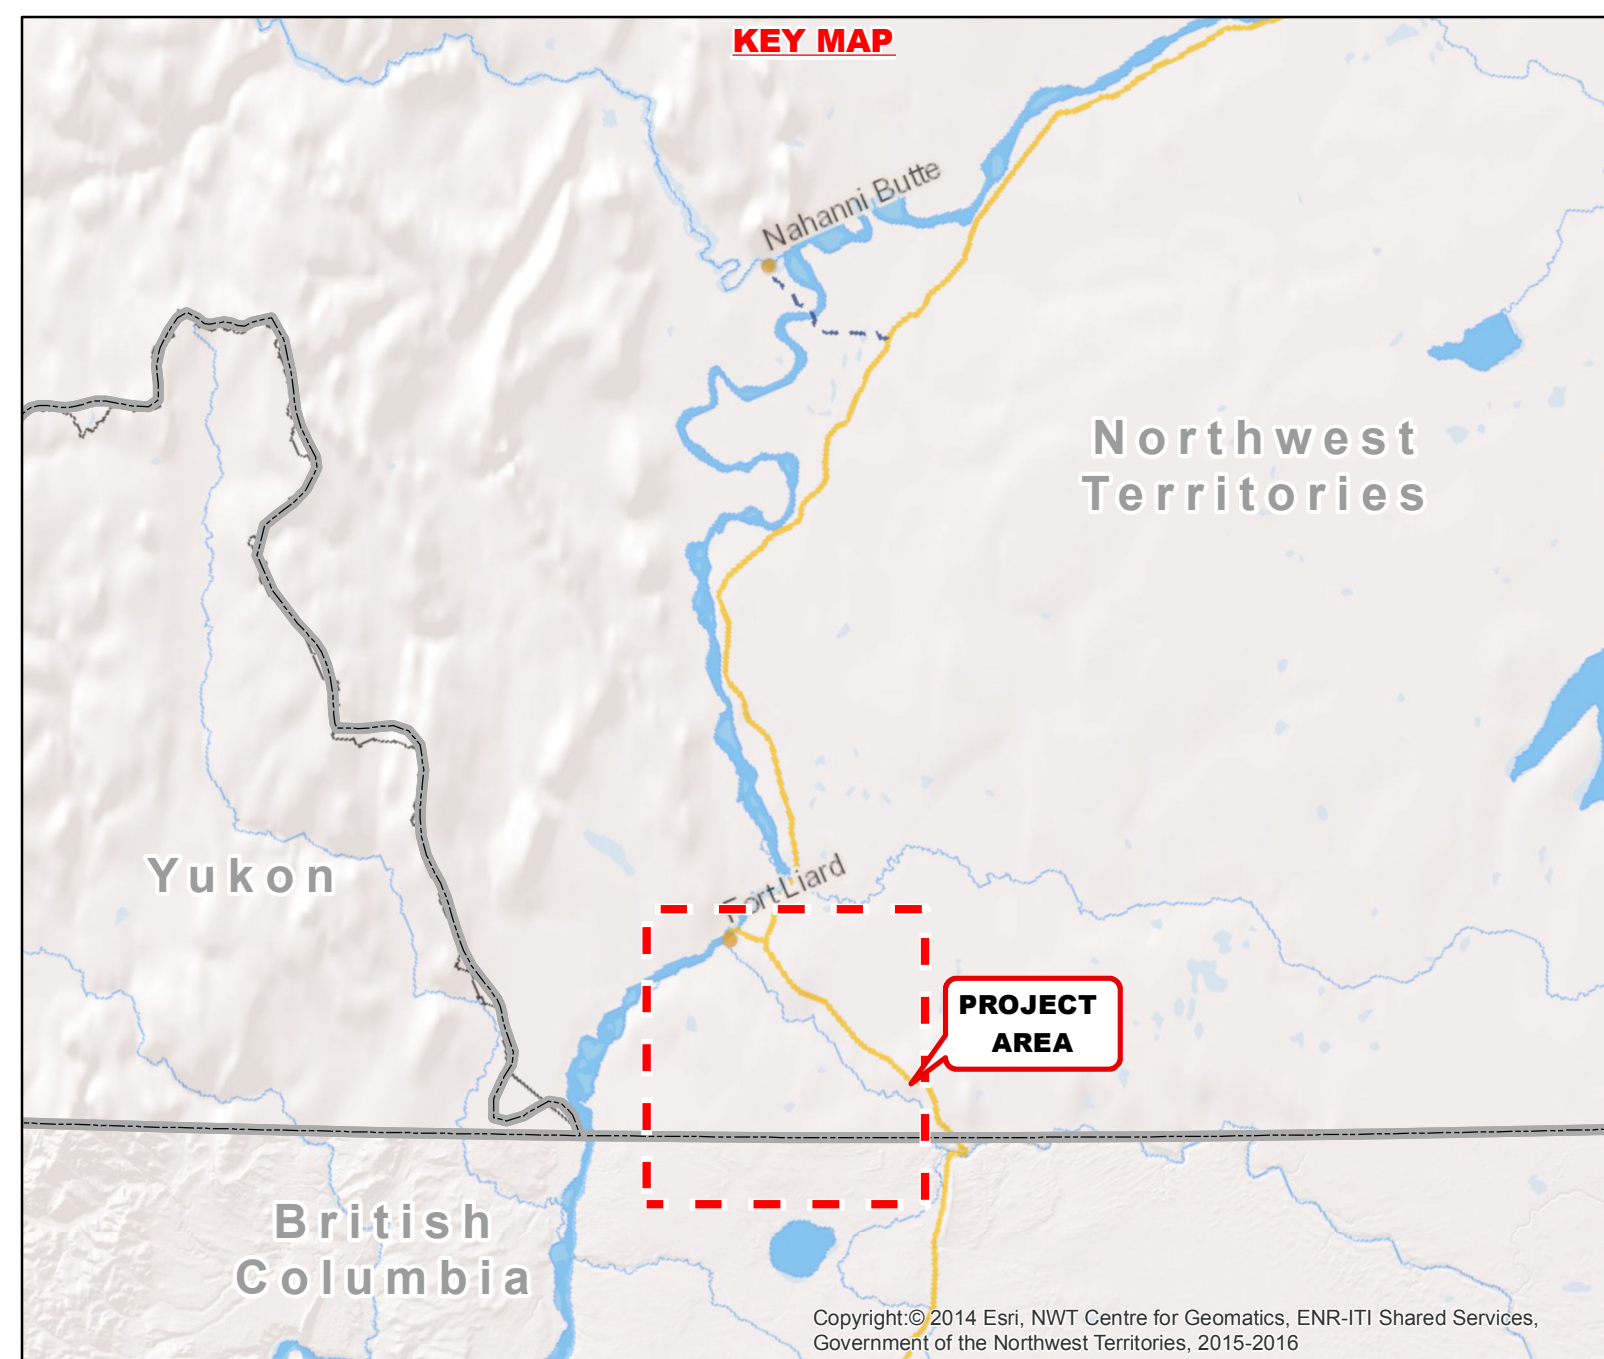 KEY MAP
Nahanni Butte
Northwest
Territories
Yukon
Fort Liard
PROJECT
AREA
British
Columbia
Copyright:© 2014 Esri, NWT Centre for Geomatics, ENR-ITI Shared Services,
Government of the Northwest Territories, 2015-2016